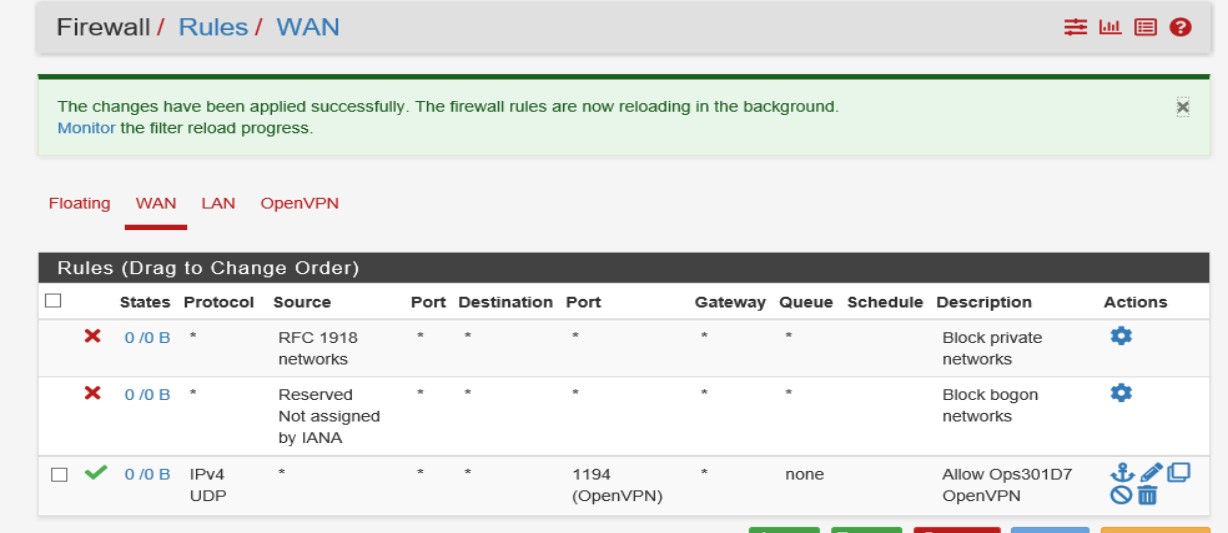 Firewall / Rules / WAN
The changes have been applied successfully. The firewall rules are now reloading in the background.
Monitor the filter reload progress.
Floating WAN LAN OpenVPN
Rules (Drag to Change Order)
States Protocol Source Port Destination Port Gateway Queue Schedule Description Actions
0 /0 B * RFC 1918 * * * * * Block private
networks networks
0 /0 B * Reserved * * * * * Block bogon
Not assigned networks
by IANA
0 /0 B IPv4 * * * 1194 * none Allow Ops301D7
UDP (OpenVPN) OpenVPN